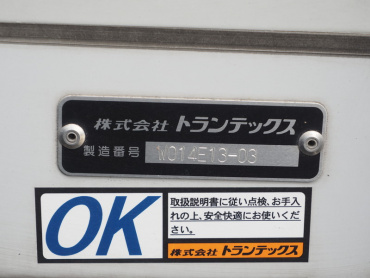 株式会社 トランテックス
製造番号 W014E13-03
OK
取扱説明書に従い点検、お手入
れの上、安全快適にお使いくだ
さい。
株式会社 トランテックス